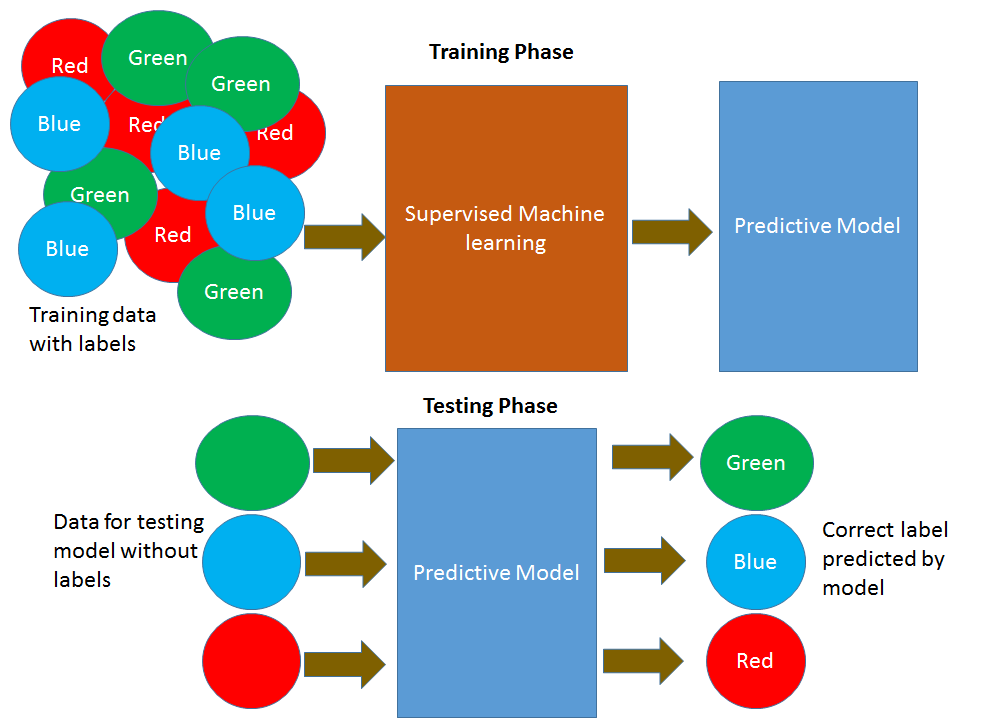 Training Phase
Red
Green
Green
Blue
Red
Blue
Red
Green
Blue
Red
Blue
Green
Training data
with labels
Supervised Machine
learning
Predictive Model
Testing Phase
Data for testing
model without
labels
Predictive Model
Green
Blue
Red
Correct label
predicted by
model